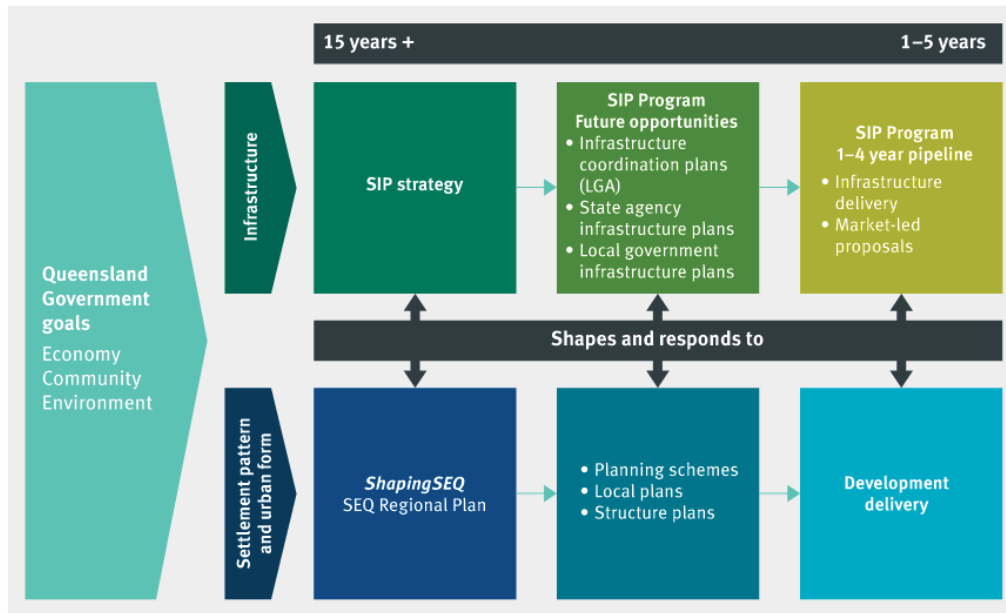 15 years +
1–5 years
Queensland
Government
goals
Economy
Community
Environment
Infrastructure
SIP strategy
SIP Program
Future opportunities
• Infrastructure
coordination plans
(LGA)
• State agency
infrastructure plans
• Local government
infrastructure plans
SIP Program
1–4 year pipeline
• Infrastructure
delivery
• Market-led
proposals
Shapes and responds to
Settlement pattern
and urban form
ShapingSEQ
SEQ Regional Plan
• Planning schemes
• Local plans
• Structure plans
Development
delivery